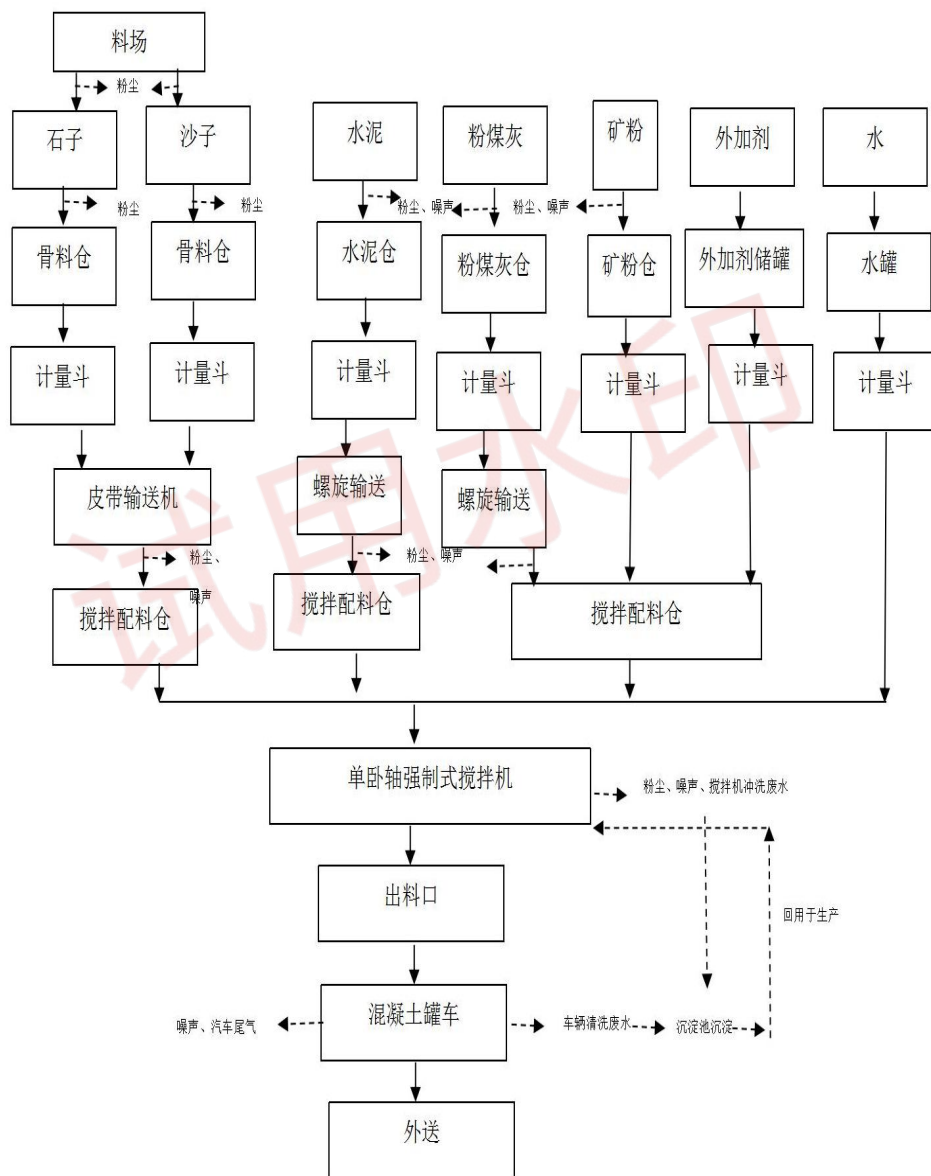 料场
粉尘
石子
沙子
水泥
粉煤灰
矿粉
外加剂
水
粉尘
粉尘
粉尘、噪声
粉尘、噪声
骨料仓
骨料仓
水泥仓
粉煤灰仓
矿粉仓
外加剂储罐
水罐
计量斗
计量斗
计量斗
计量斗
计量斗
计量斗
计量斗
皮带输送机
螺旋输送
螺旋输送
粉尘、
噪声
粉尘、噪声
搅拌配料仓
搅拌配料仓
搅拌配料仓
单卧轴强制式搅拌机
粉尘、噪声、搅拌机冲洗废水
出料口
回用于生产
混凝土罐车
噪声、汽车尾气
车辆清洗废水
沉淀池沉淀
外送
试用水印